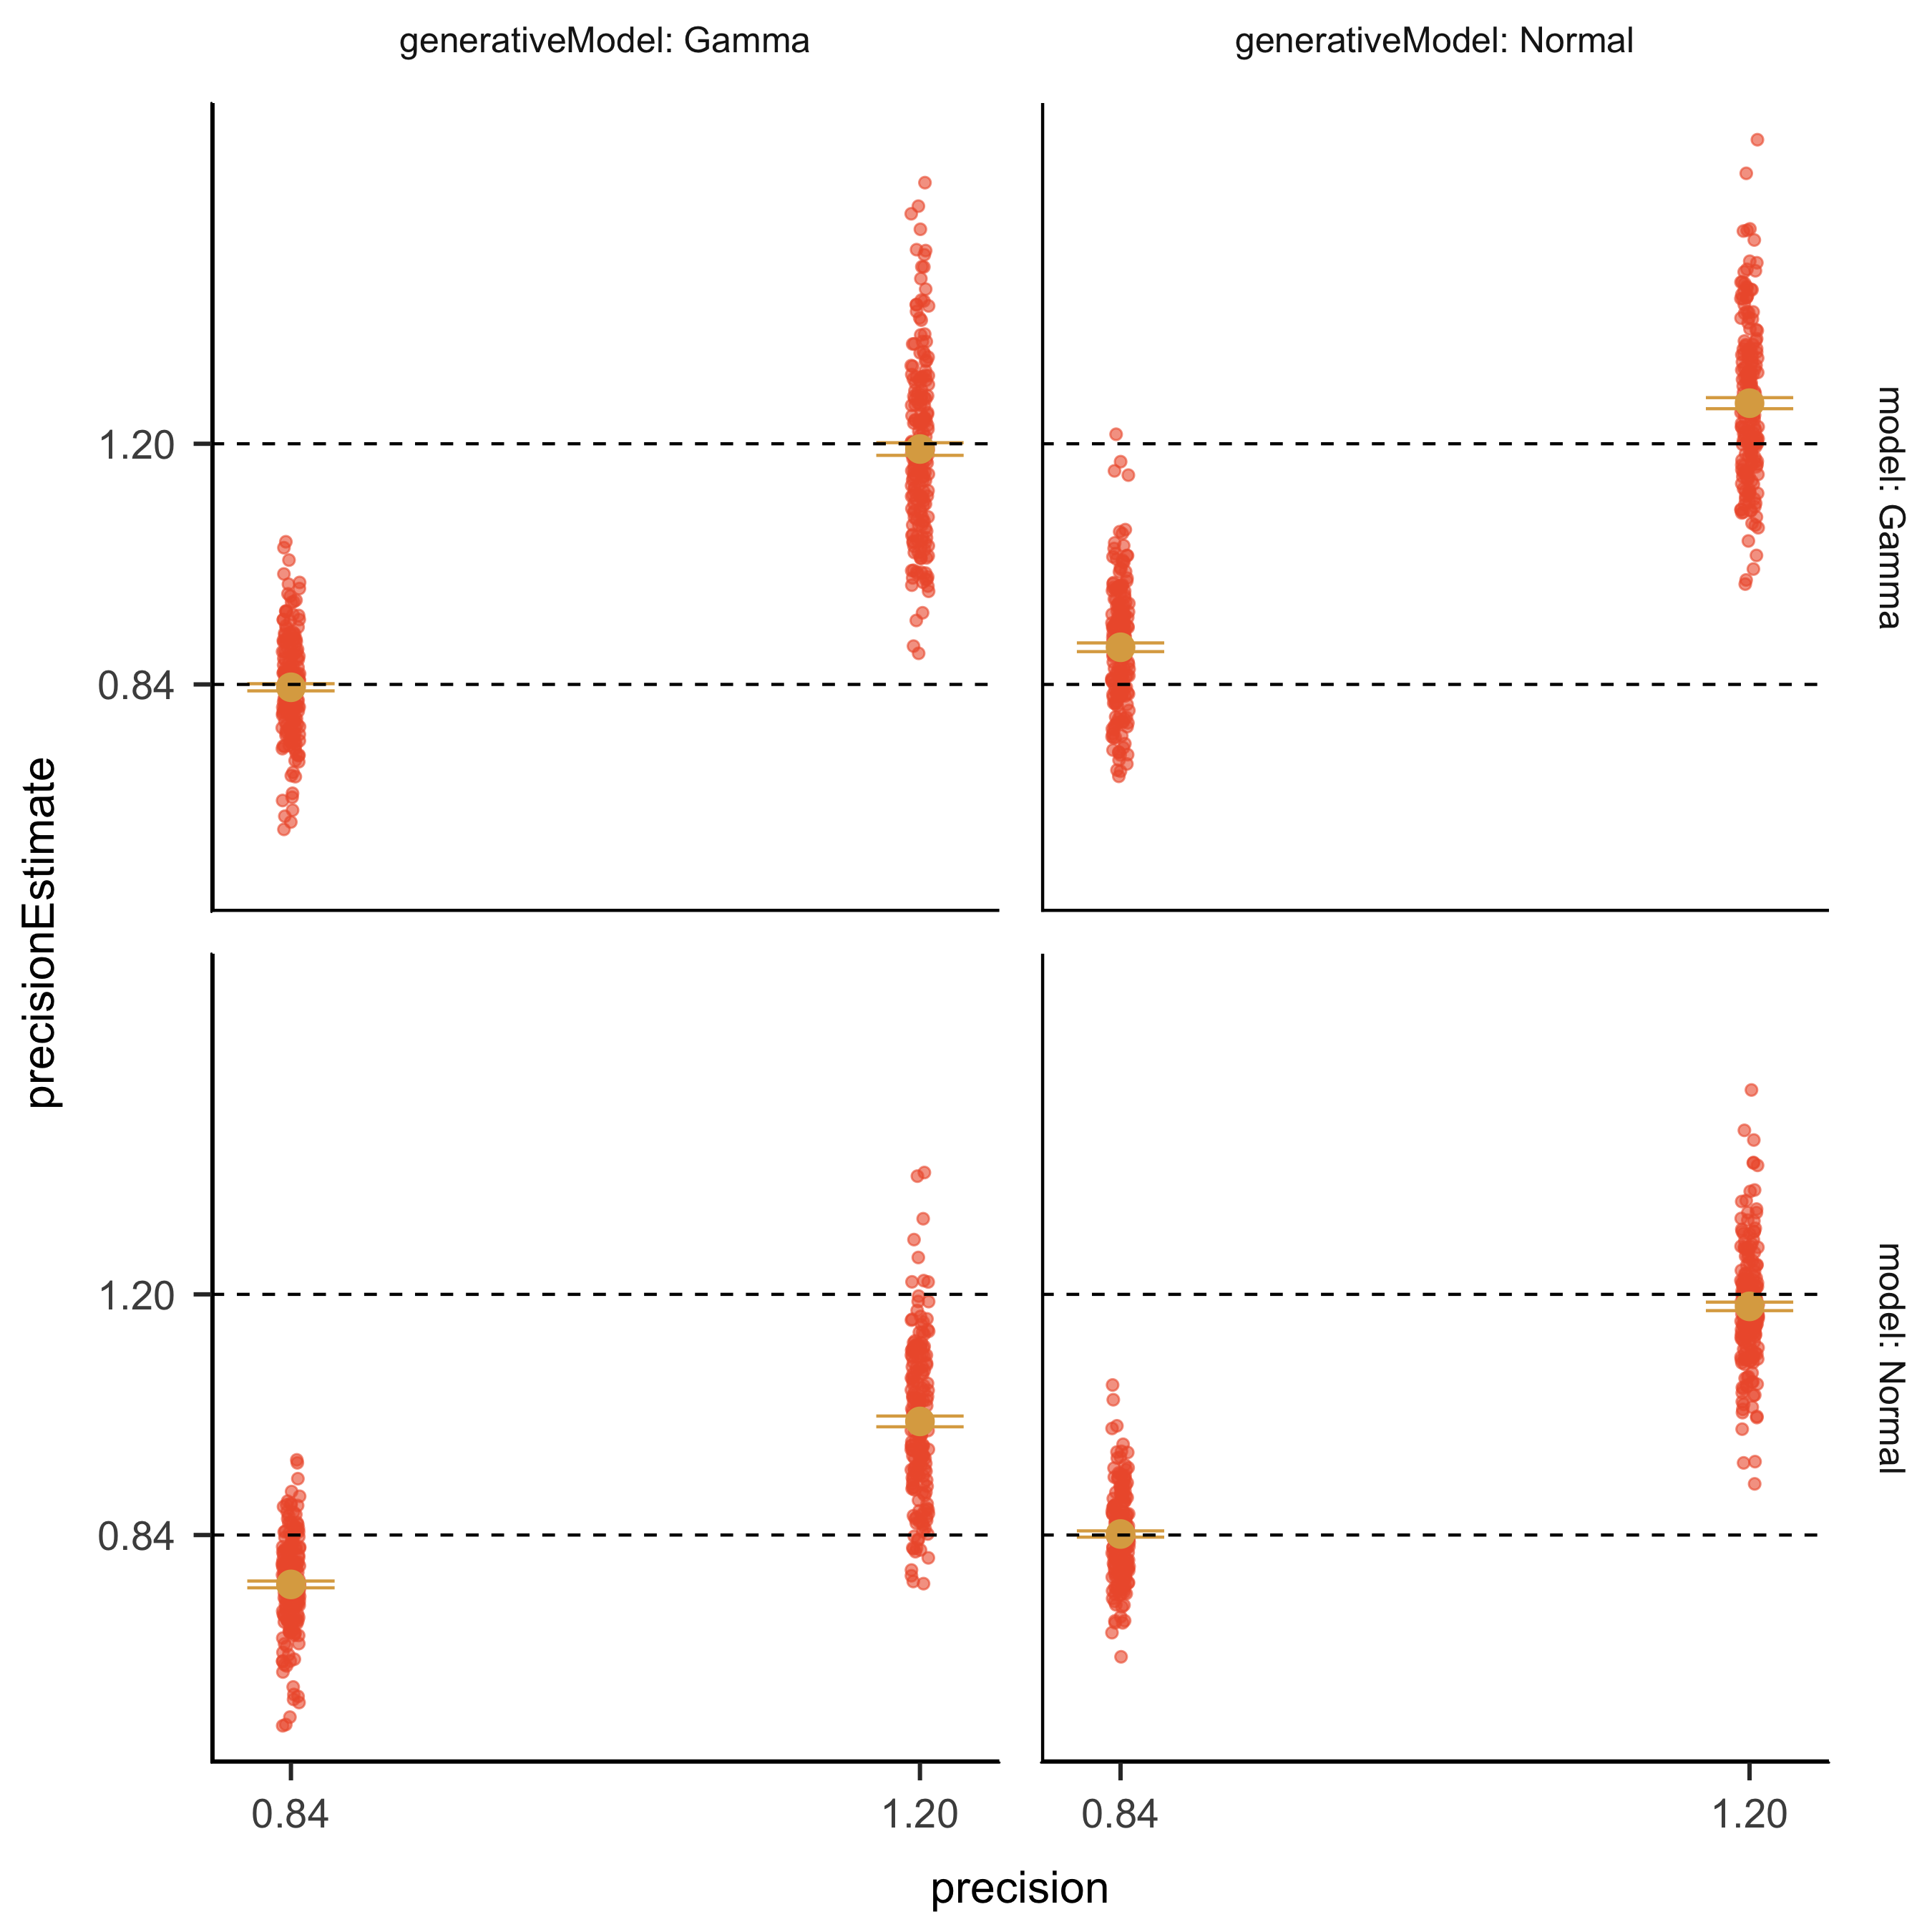 generativeModel: Gamma
generativeModel: Normal
model: Gamma
1.20
0.84
precisionEstimate
model: Normal
1.20
0.84
0.84
1.20
0.84
1.20
precision